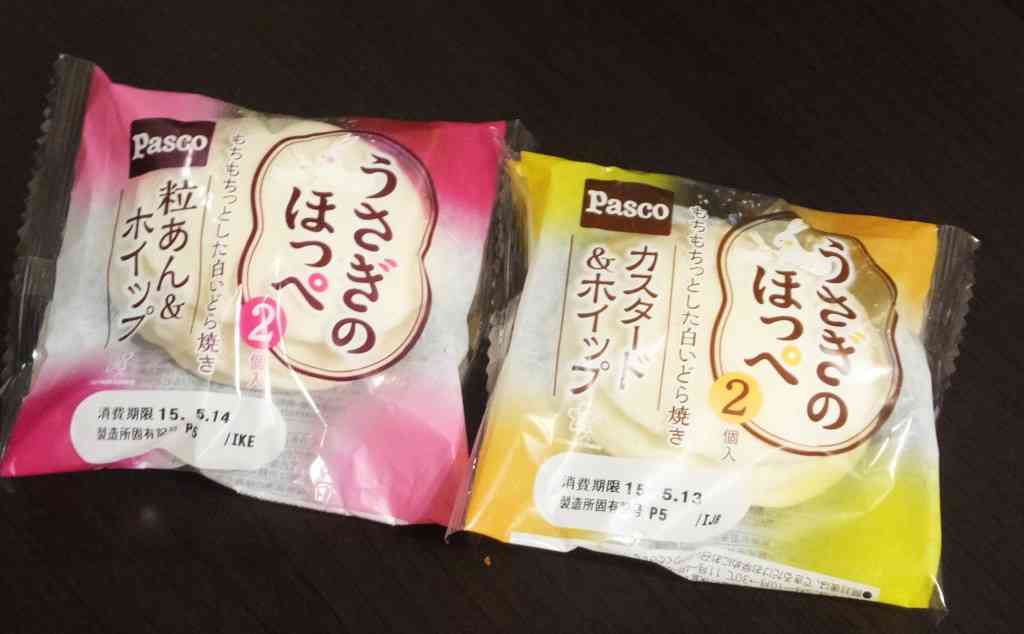 Pasco
うさぎの
ほっぺ
2
個入
もちもちっとした白いどら焼き
粒あん&
ホイップ
消費期限 15. 5.14
製造所固有記号 P5 /IKE
Pasco
うさぎの
ほっぺ
2
個入
もちもちっとした白いどら焼き
カスタード
&ホイップ
消費期限 15. 5.13
製造所固有記号 P5 /IJB